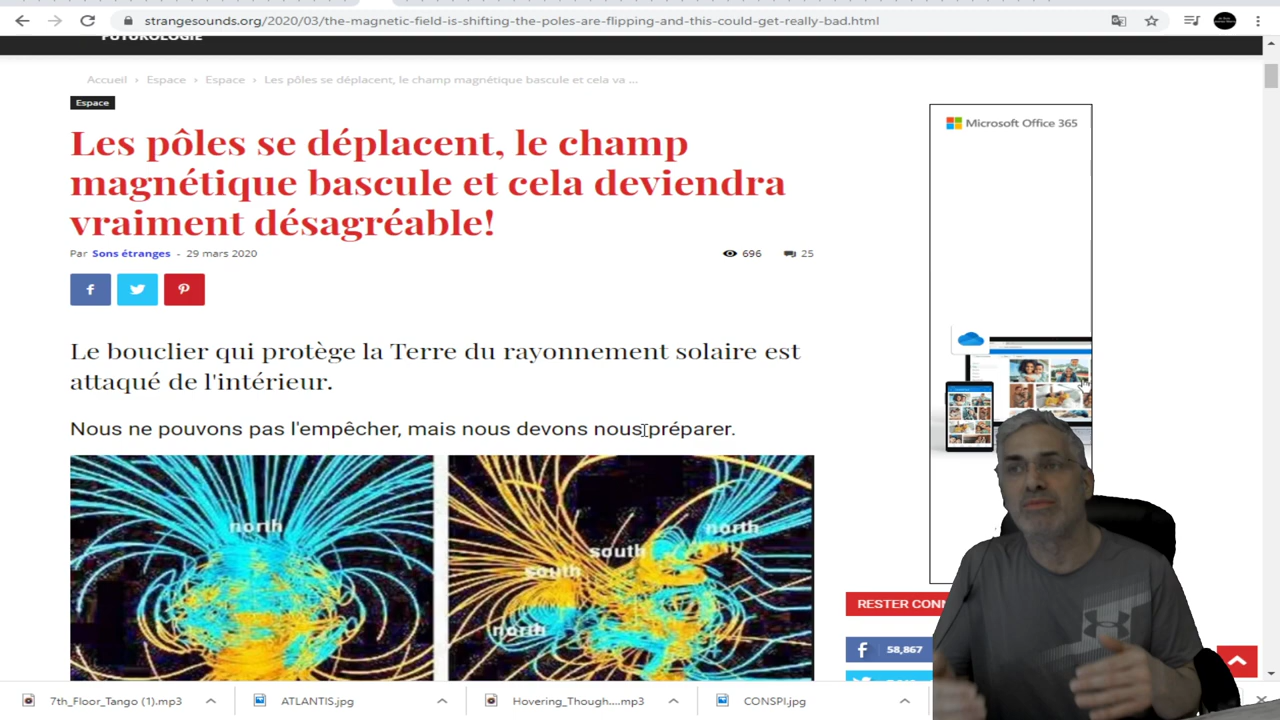 strangesounds.org/2020/03/the-magnetic-field-is-shifting-the-poles-are-flipping-and-this-could-get-really-bad.html
FUTUROLOGIE
Accueil › Espace › Espace › Les pôles se déplacent, le champ magnétique bascule et cela va ...
Espace
Les pôles se déplacent, le champ
magnétique bascule et cela deviendra
vraiment désagréable!
Par Sons étranges - 29 mars 2020
696
25
Le bouclier qui protège la Terre du rayonnement solaire est
attaqué de l'intérieur.
Nous ne pouvons pas l'empêcher, mais nous devons nous préparer.
north
north
south
south
north
Microsoft Office 365
RESTER CONN
58,867
UNDER ARMOUR
7th_Floor_Tango (1).mp3
ATLANTIS.jpg
Hovering_Though....mp3
CONSPI.jpg